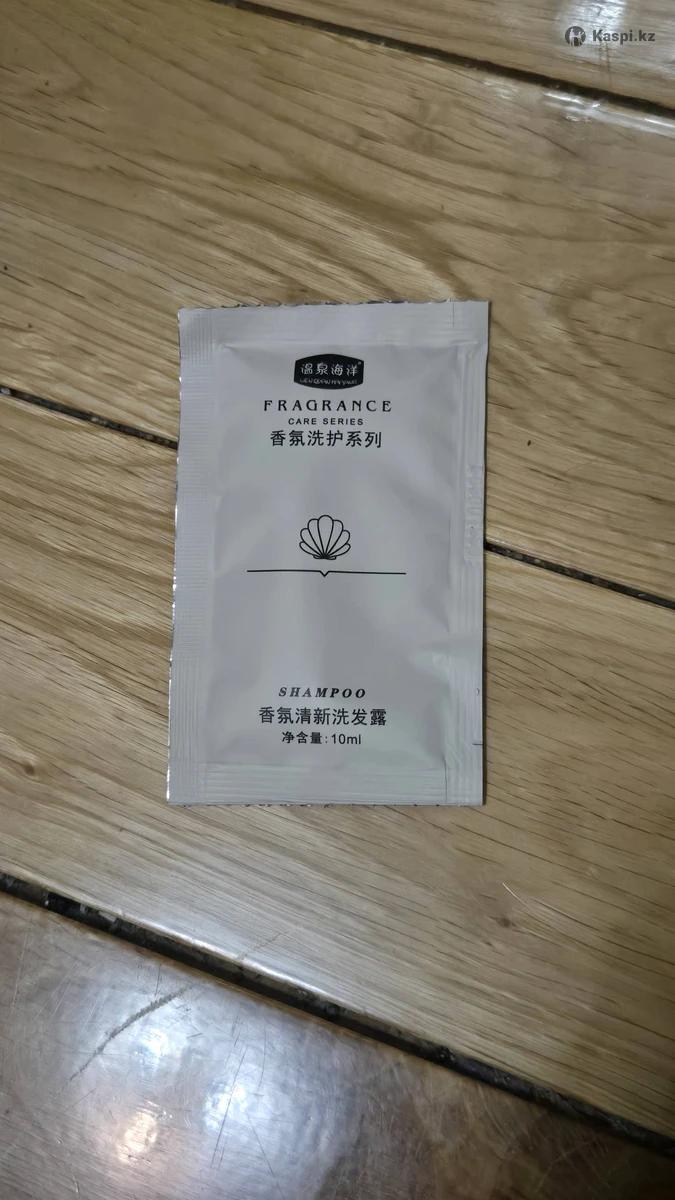 Kaspi.kz
温泉海洋
FRAGRANCE
CARE SERIES
香氛洗护系列
SHAMPOO
香氛清新洗发露
净含量:10ml